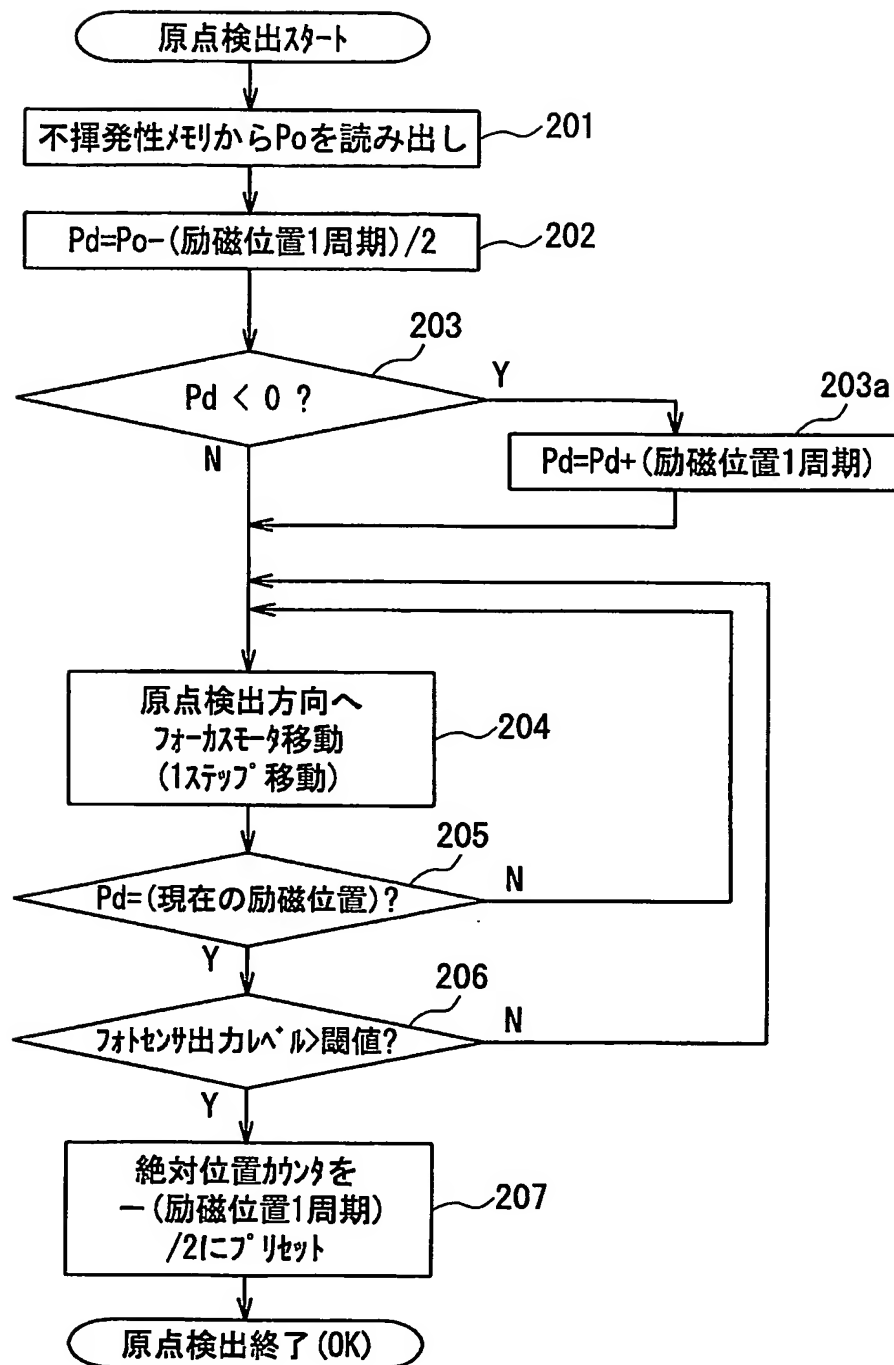 原点検出スタート
不揮発性メモリからPoを読み出し
201
Pd=Po-(励磁位置1周期)/2
202
203
Pd < 0 ?
Y
N
203a
Pd=Pd+(励磁位置1周期)
原点検出方向へ
フォーカスモータ移動
(1ステップ移動)
204
205
Pd=(現在の励磁位置)?
N
Y
206
フォトセンサ出力レベル>閾値?
N
Y
絶対位置カウンタを
-(励磁位置1周期)
/2にプリセット
207
原点検出終了(OK)